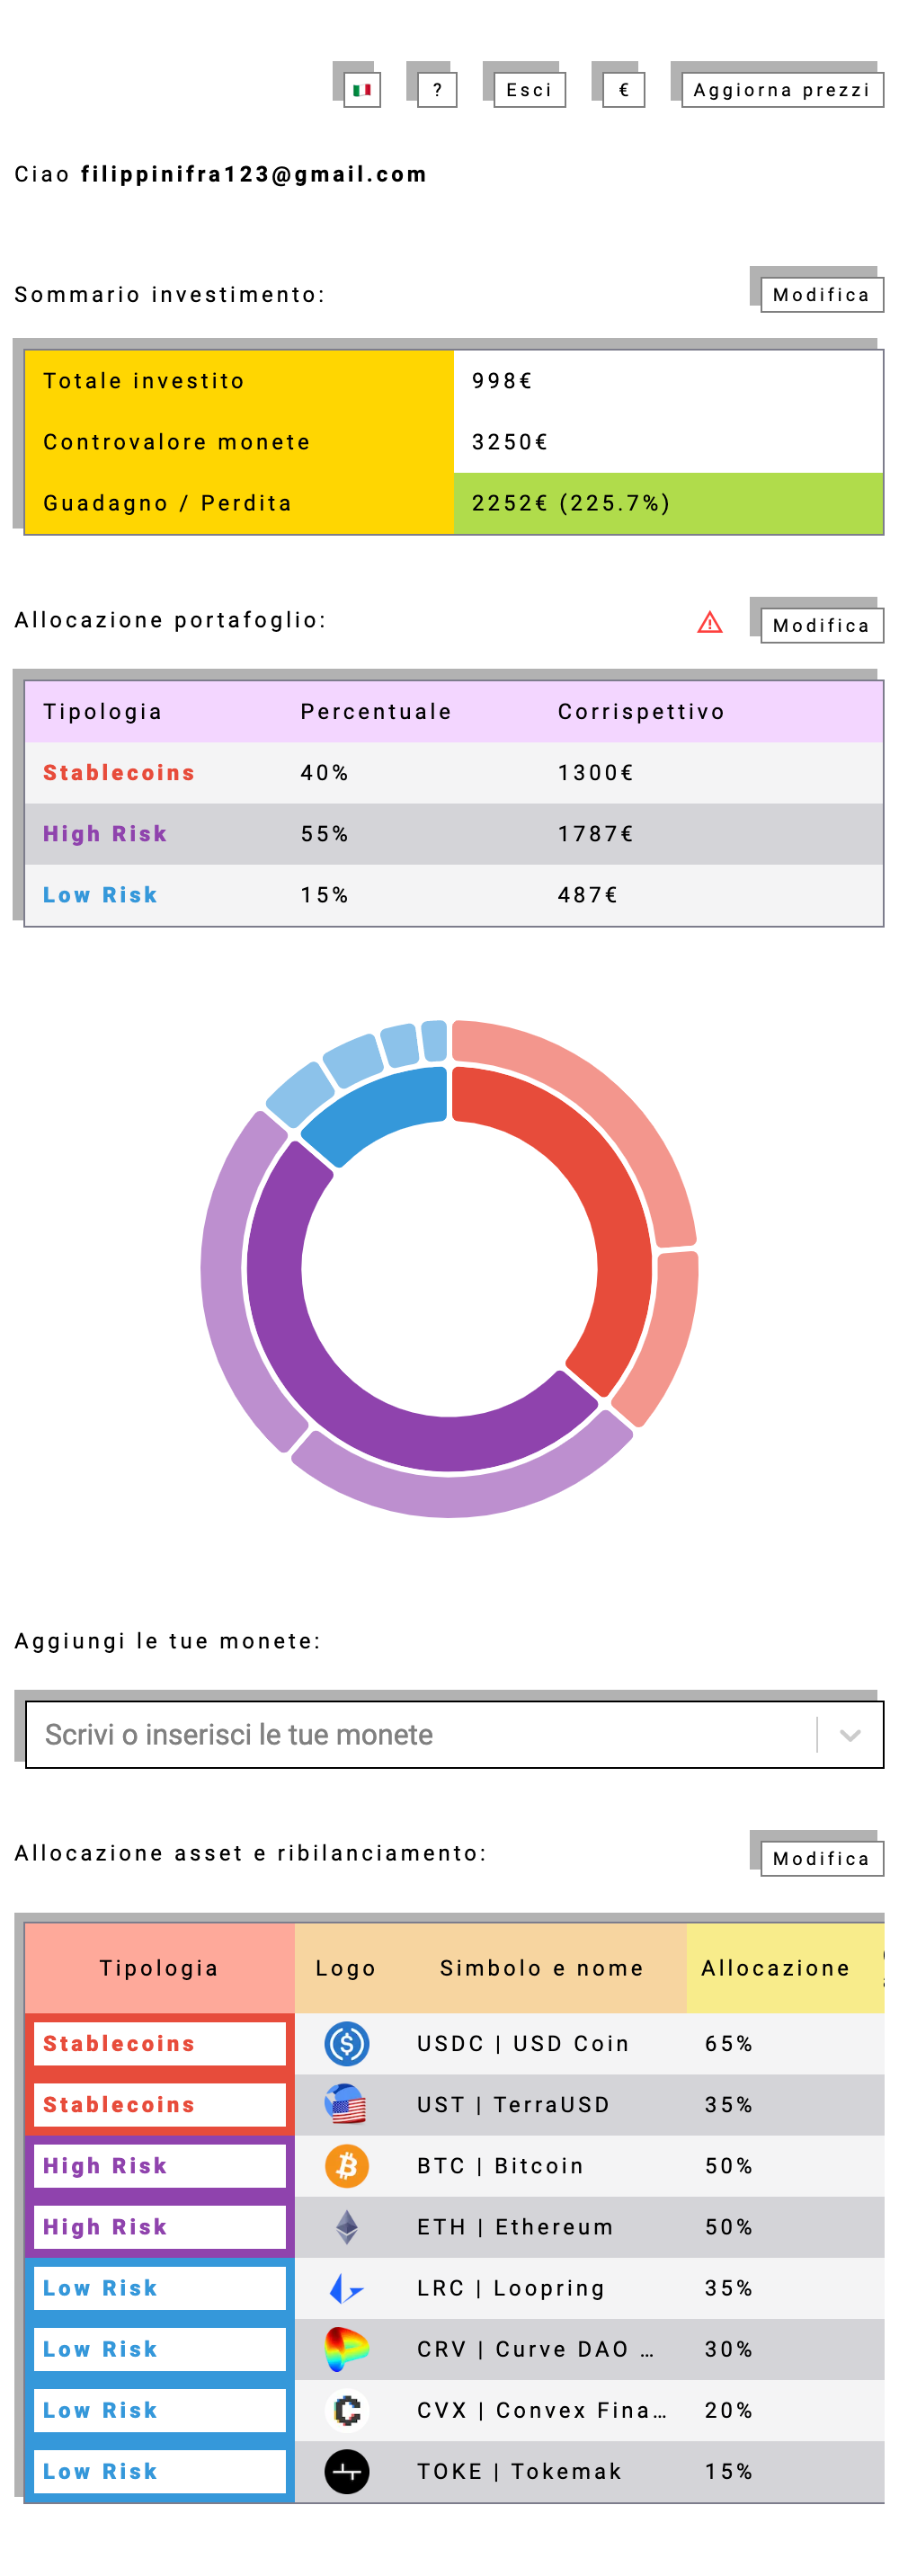 ? Esci € Aggiorna prezzi
Ciao filippinifra123@gmail.com
Sommario investimento: Modifica
Totale investito 998€
Controvalore monete 3250€
Guadagno / Perdita 2252€ (225.7%)
Allocazione portafoglio: Modifica
Tipologia Percentuale Corrispettivo
Stablecoins 40% 1300€
High Risk 55% 1787€
Low Risk 15% 487€
Aggiungi le tue monete:
Scrivi o inserisci le tue monete
Allocazione asset e ribilanciamento: Modifica
Tipologia Logo Simbolo e nome Allocazione
Stablecoins USDC | USD Coin 65%
Stablecoins UST | TerraUSD 35%
High Risk BTC | Bitcoin 50%
High Risk ETH | Ethereum 50%
Low Risk LRC | Loopring 35%
Low Risk CRV | Curve DAO … 30%
Low Risk CVX | Convex Fina… 20%
Low Risk TOKE | Tokemak 15%